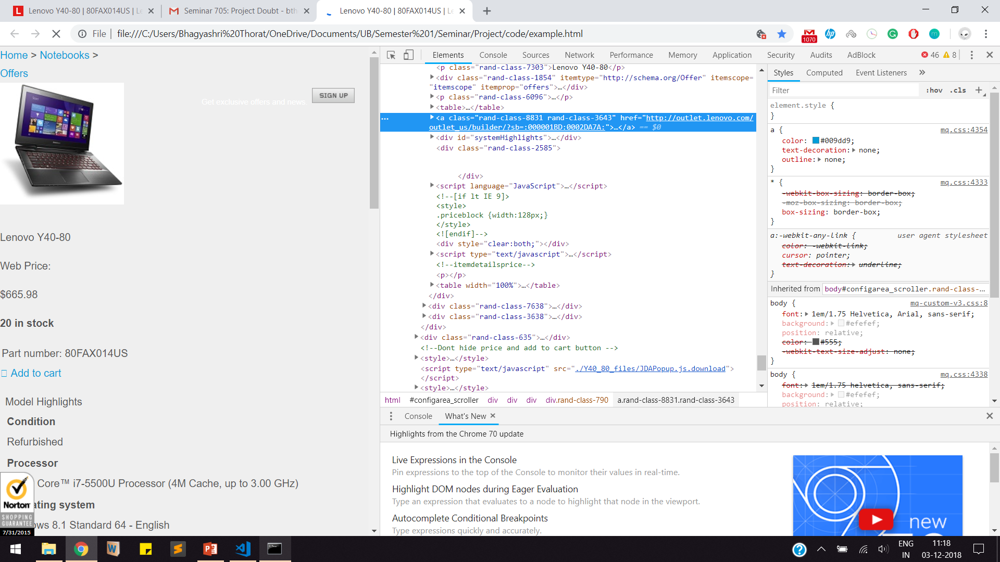 Lenovo Y40-80 | 80FAX014US | Le
Seminar 705: Project Doubt - bth
Lenovo Y40-80 | 80FAX014US | Le
File
file:///C:/Users/Bhagyashri%20Thorat/OneDrive/Documents/UB/Semester%201/Seminar/Project/code/example.html
1070
Home > Notebooks >
Offers
Get exclusive offers and news.
SIGN UP
Lenovo Y40-80
Web Price:
$665.98
20 in stock
Part number: 80FAX014US
Add to cart
Model Highlights
Condition
Refurbished
Processor
Core™ i7-5500U Processor (4M Cache, up to 3.00 GHz)
ating system
ws 8.1 Standard 64 - English
Norton
SHOPPING
GUARANTEE
7/31/2015
Elements Console Sources Network Performance Memory Application Security Audits AdBlock
46 8
<p class="rand-class-7303">Lenovo Y40-80</p>
<div class="rand-class-1854" itemtype="http://schema.org/Offer" itemscope=
"itemscope" itemprop="offers">…</div>
<p class="rand-class-6096">…</p>
<table>…</table>
<a class="rand-class-8831 rand-class-3643" href="http://outlet.lenovo.com/
outlet_us/builder/?sb=:000001BD:0002DA7A:">…</a> == $0
<div id="systemHighlights">…</div>
<div class="rand-class-2585">
</div>
<script language="JavaScript">…</script>
<!--[if lt IE 9]>
<style>
.priceblock {width:128px;}
</style>
<![endif]-->
<div style="clear:both;"></div>
<script type="text/javascript">…</script>
<!--itemdetailsprice-->
<p></p>
<table width="100%">…</table>
</div>
<div class="rand-class-7638">…</div>
<div class="rand-class-3638">…</div>
</div>
<div class="rand-class-635">…</div>
<!--Dont hide price and add to cart button -->
<style>…</style>
<script type="text/javascript" src="./Y40_80_files/JDAPopup.js.download">
</script>
<style>…</style>
html #configarea_scroller div div div div.rand-class-790 a.rand-class-8831.rand-class-3643
Styles Computed Event Listeners »
Filter :hov .cls +
element.style {
}
a { mq.css:4354
color: #009dd9;
text-decoration: none;
outline: none;
}
* { mq.css:4333
-webkit-box-sizing: border-box;
-moz-box-sizing: border-box;
box-sizing: border-box;
}
a:-webkit-any-link { user agent stylesheet
color: -webkit-link;
cursor: pointer;
text-decoration: underline;
}
Inherited from body#configarea_scroller.rand-class-…
body { mq-custom-v3.css:8
font: 1em/1.75 Helvetica, Arial, sans-serif;
background: #efefef;
position: relative;
color: #555;
-webkit-text-size-adjust: none;
}
body { mq.css:4338
font: 1em/1.75 helvetica, sans-serif;
background: #efefef;
position: relative;
Console What's New
Highlights from the Chrome 70 update
Live Expressions in the Console
Pin expressions to the top of the Console to monitor their values in real-time.
Highlight DOM nodes during Eager Evaluation
Type an expression that evaluates to a node to highlight that node in the viewport.
Autocomplete Conditional Breakpoints
Type expressions quickly and accurately.
new
ENG
IN
11:18
03-12-2018